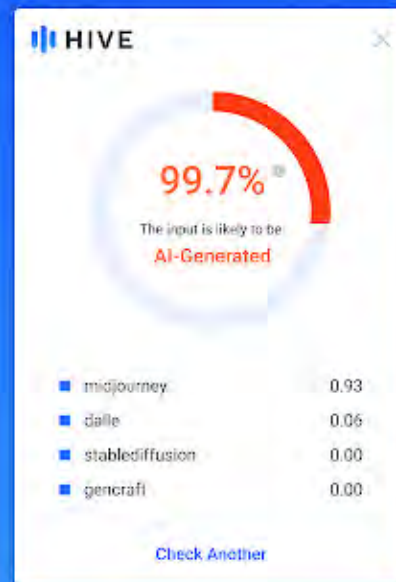 HIVE
99.7%
The input is likely to be
AI-Generated
midjourney 0.93
dalle 0.06
stablediffusion 0.00
gencraft 0.00
Check Another